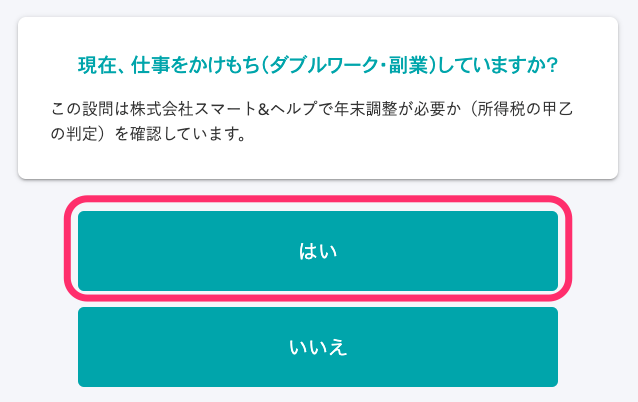 現在、仕事をかけもち（ダブルワーク・副業）していますか？
この設問は株式会社スマート&ヘルプで年末調整が必要か（所得税の甲乙
の判定）を確認しています。
はい
いいえ